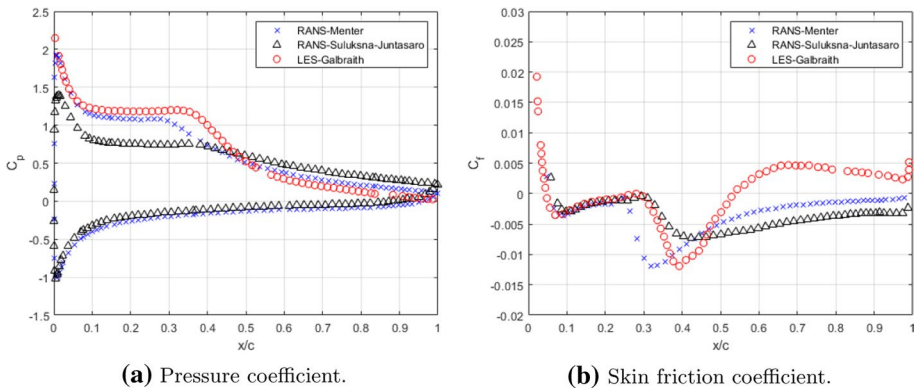 (a)
RANS-Menter
RANS-Suluksna-Juntasaro
LES-Galbraith
2.5
2
1.5
1
0.5
0
-0.5
-1
-1.5
Cp
0 0.1 0.2 0.3 0.4 0.5 0.6 0.7 0.8 0.9 1
x/c
(a) Pressure coefficient.
(b)
RANS-Menter
RANS-Suluksna-Juntasaro
LES-Galbraith
0.03
0.025
0.02
0.015
0.01
0.005
0
-0.005
-0.01
-0.015
-0.02
Cf
0 0.1 0.2 0.3 0.4 0.5 0.6 0.7 0.8 0.9 1
x/c
(b) Skin friction coefficient.